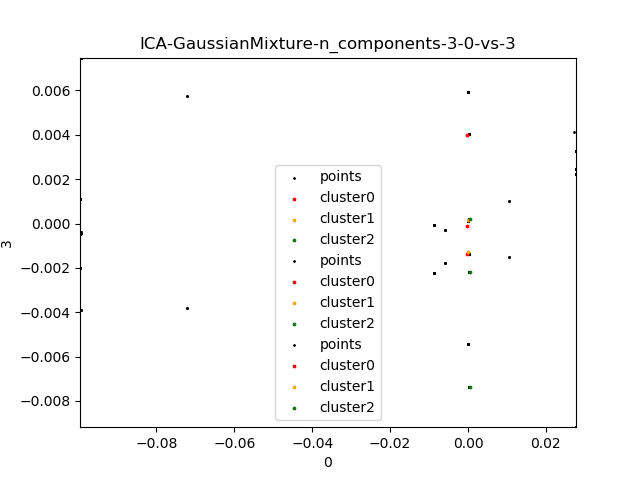 ICA-GaussianMixture-n_components-3-0-vs-3
0.006
0.004
0.002
0.000
−0.002
−0.004
−0.006
−0.008
3
points
cluster0
cluster1
cluster2
points
cluster0
cluster1
cluster2
points
cluster0
cluster1
cluster2
−0.08 −0.06 −0.04 −0.02 0.00 0.02
0